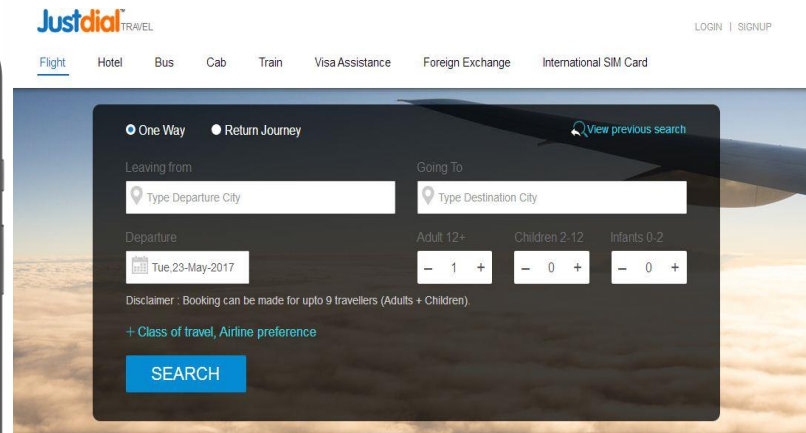 Justdial™ TRAVEL
LOGIN | SIGNUP
Flight Hotel Bus Cab Train Visa Assistance Foreign Exchange International SIM Card
One Way Return Journey View previous search
Leaving from Going To
Type Departure City Type Destination City
Departure Adult 12+ Children 2-12 Infants 0-2
Tue,23-May-2017 – 1 + – 0 + – 0 +
Disclaimer : Booking can be made for upto 9 travellers (Adults + Children).
+ Class of travel, Airline preference
SEARCH